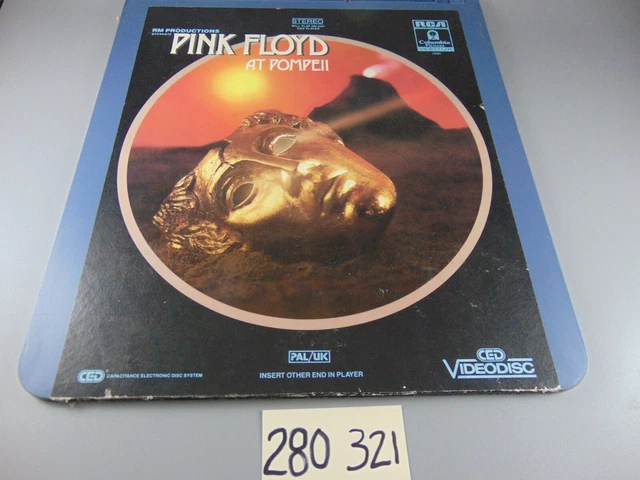 STEREO
RM PRODUCTIONS
PINK FLOYD
AT POMPEII
RCA
Columbia
Pictures
PAL/UK
CED CAPACITANCE ELECTRONIC DISC SYSTEM
INSERT OTHER END IN PLAYER
CED
VIDEODISC
280 321